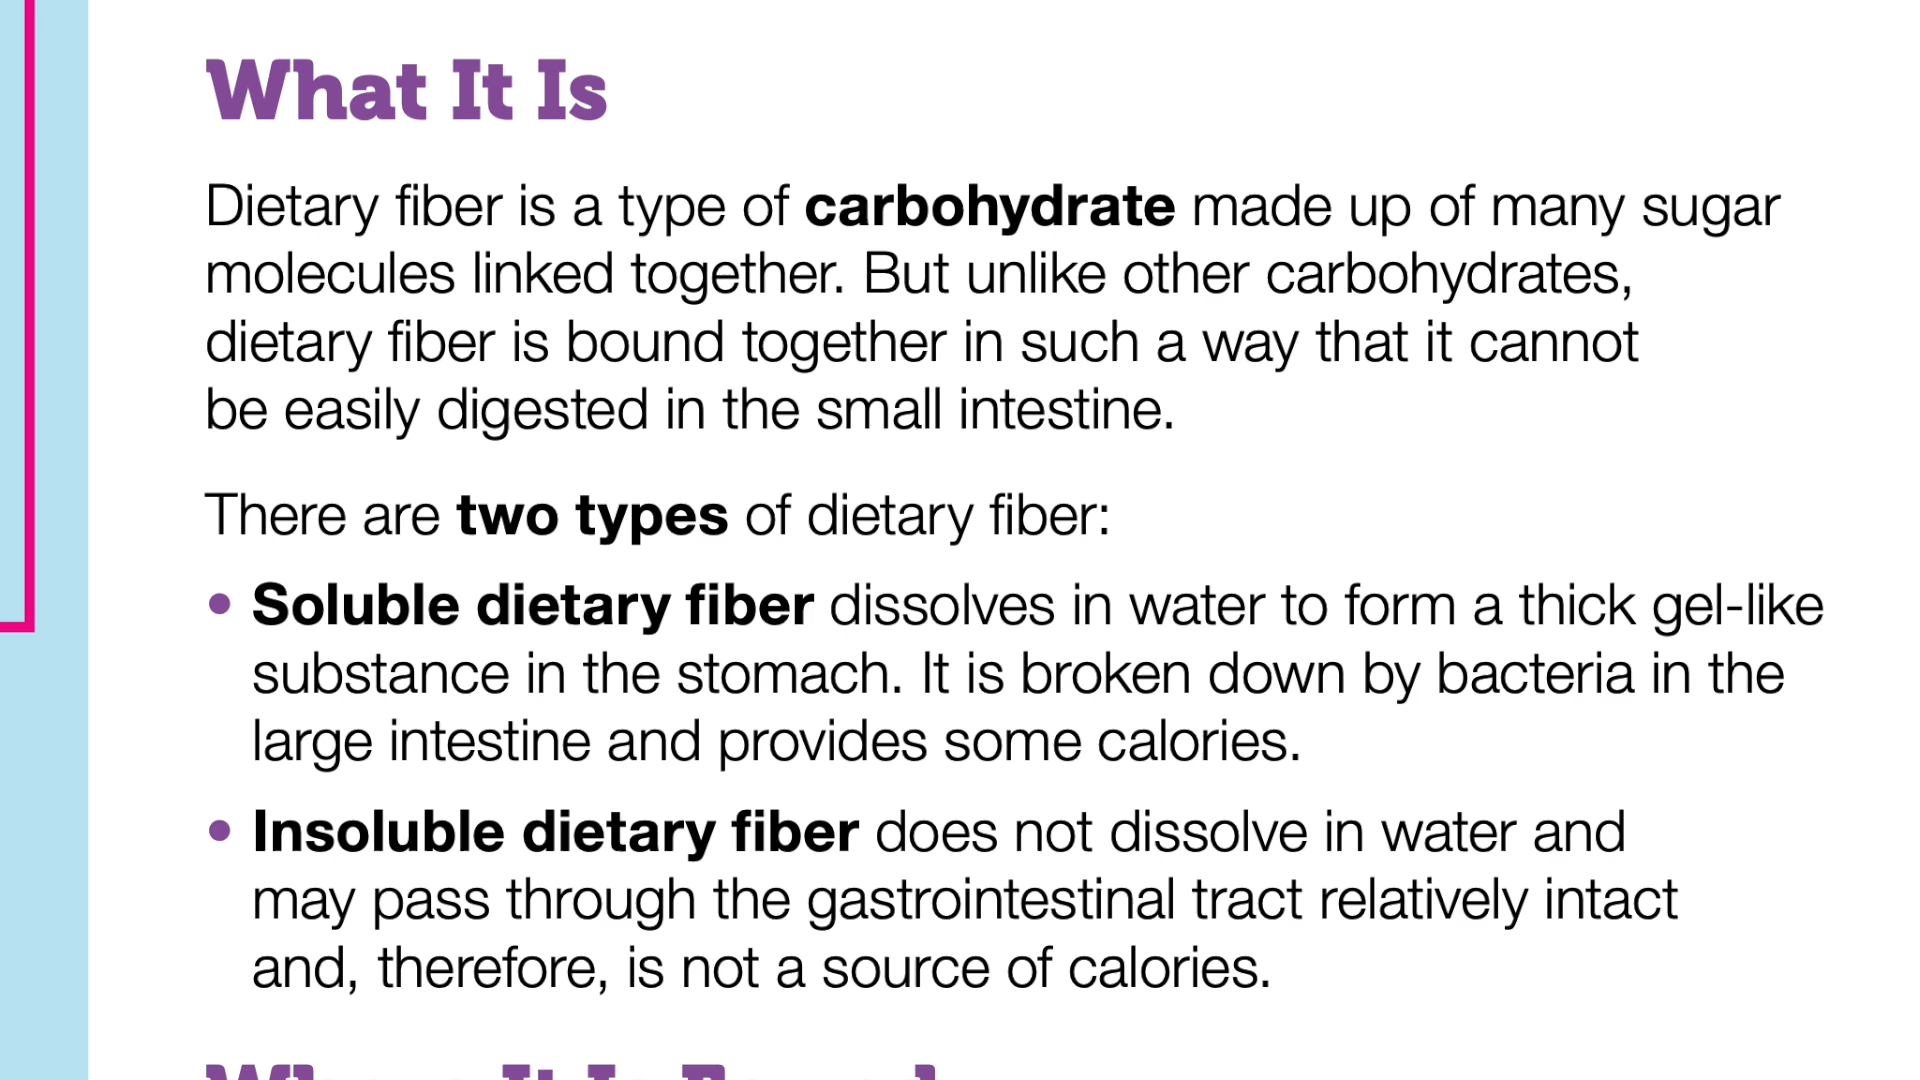 What It Is
Dietary fiber is a type of carbohydrate made up of many sugar
molecules linked together. But unlike other carbohydrates,
dietary fiber is bound together in such a way that it cannot
be easily digested in the small intestine.
There are two types of dietary fiber:
• Soluble dietary fiber dissolves in water to form a thick gel-like
substance in the stomach. It is broken down by bacteria in the
large intestine and provides some calories.
• Insoluble dietary fiber does not dissolve in water and
may pass through the gastrointestinal tract relatively intact
and, therefore, is not a source of calories.